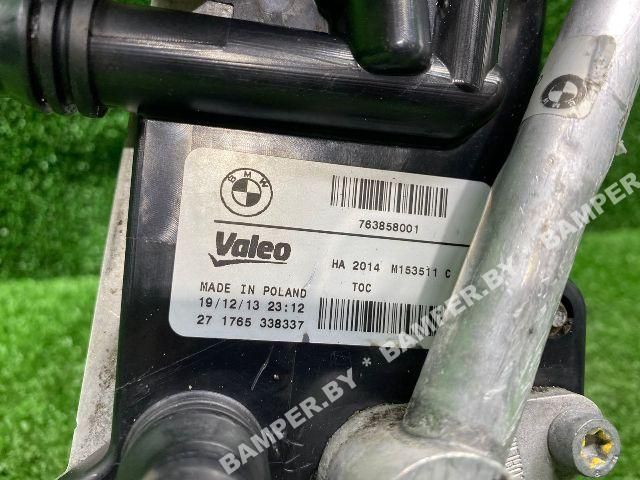 BMW
763858001
Valeo
HA 2014 M153511 C
MADE IN POLAND
TOC
19/12/13 23:12
27 1765 338337
BAMPER.BY * BAMPER.BY * BAMPER.BY